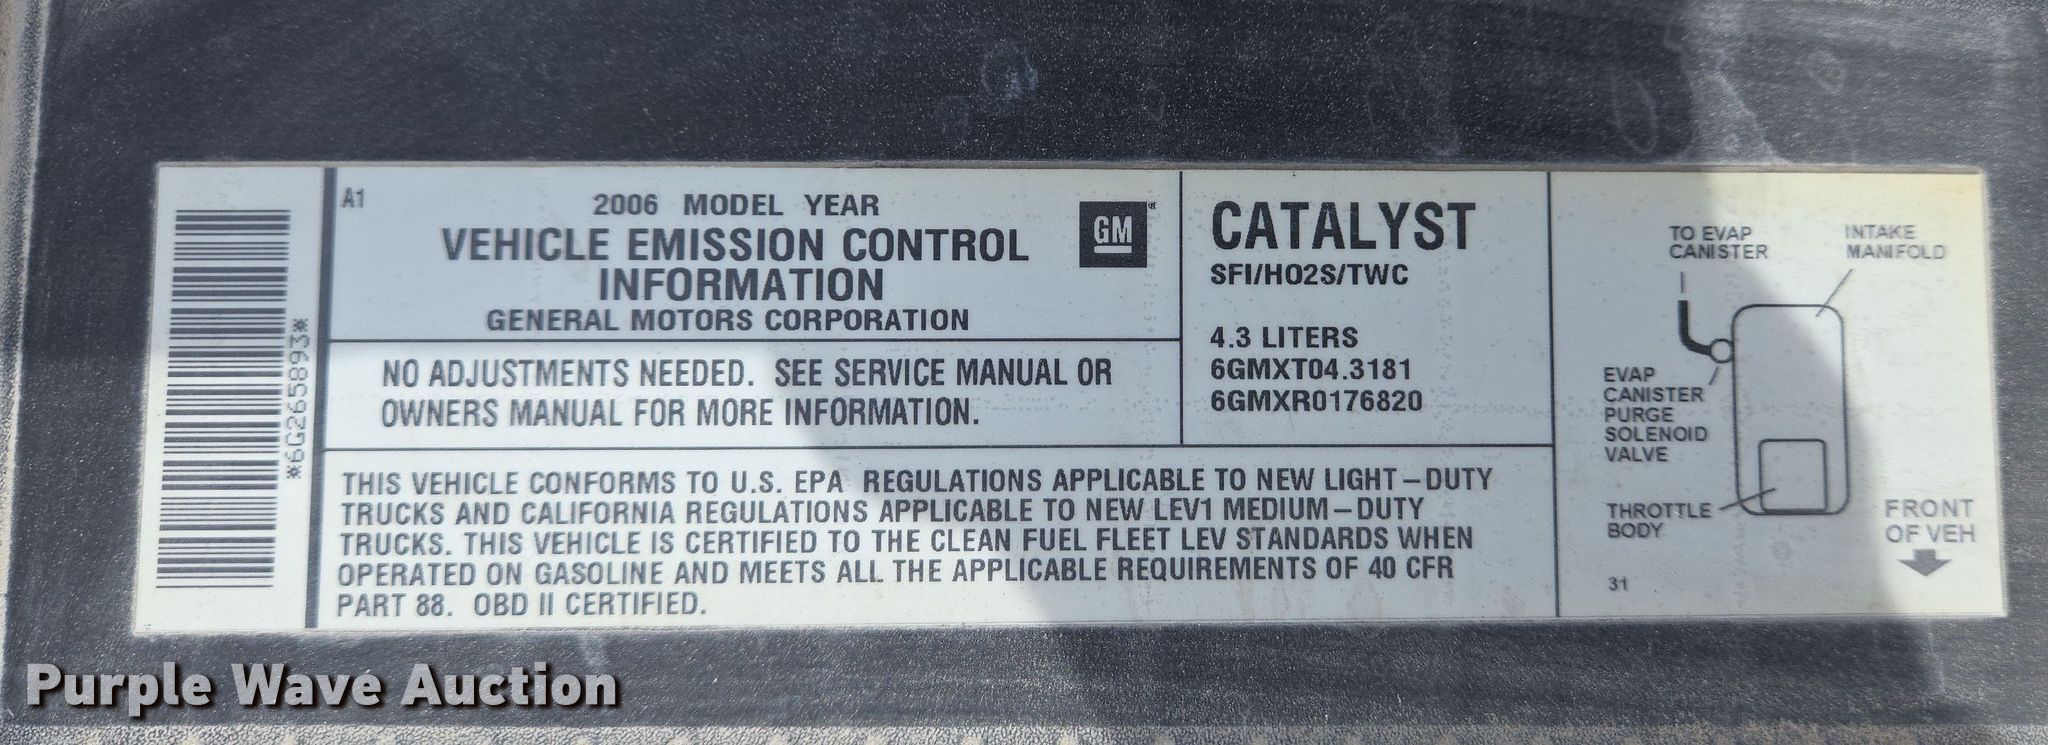 *6G265893*
A1
2006 MODEL YEAR
VEHICLE EMISSION CONTROL
INFORMATION
GENERAL MOTORS CORPORATION
GM
NO ADJUSTMENTS NEEDED. SEE SERVICE MANUAL OR
OWNERS MANUAL FOR MORE INFORMATION.
CATALYST
SFI/HO2S/TWC
4.3 LITERS
6GMXT04.3181
6GMXR0176820
THIS VEHICLE CONFORMS TO U.S. EPA REGULATIONS APPLICABLE TO NEW LIGHT-DUTY
TRUCKS AND CALIFORNIA REGULATIONS APPLICABLE TO NEW LEV1 MEDIUM-DUTY
TRUCKS. THIS VEHICLE IS CERTIFIED TO THE CLEAN FUEL FLEET LEV STANDARDS WHEN
OPERATED ON GASOLINE AND MEETS ALL THE APPLICABLE REQUIREMENTS OF 40 CFR
PART 88. OBD II CERTIFIED.
TO EVAP
CANISTER
INTAKE
MANIFOLD
EVAP
CANISTER
PURGE
SOLENOID
VALVE
THROTTLE
BODY
FRONT
OF VEH
31
Purple Wave Auction